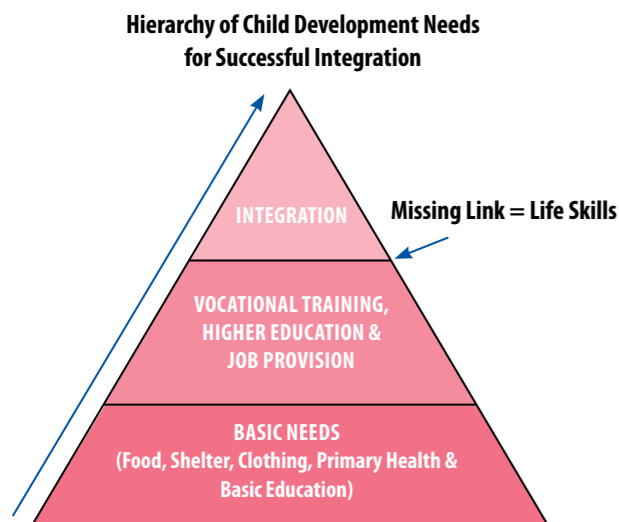 Hierarchy of Child Development Needs
for Successful Integration
INTEGRATION
Missing Link = Life Skills
VOCATIONAL TRAINING,
HIGHER EDUCATION &
JOB PROVISION
BASIC NEEDS
(Food, Shelter, Clothing, Primary Health &
Basic Education)